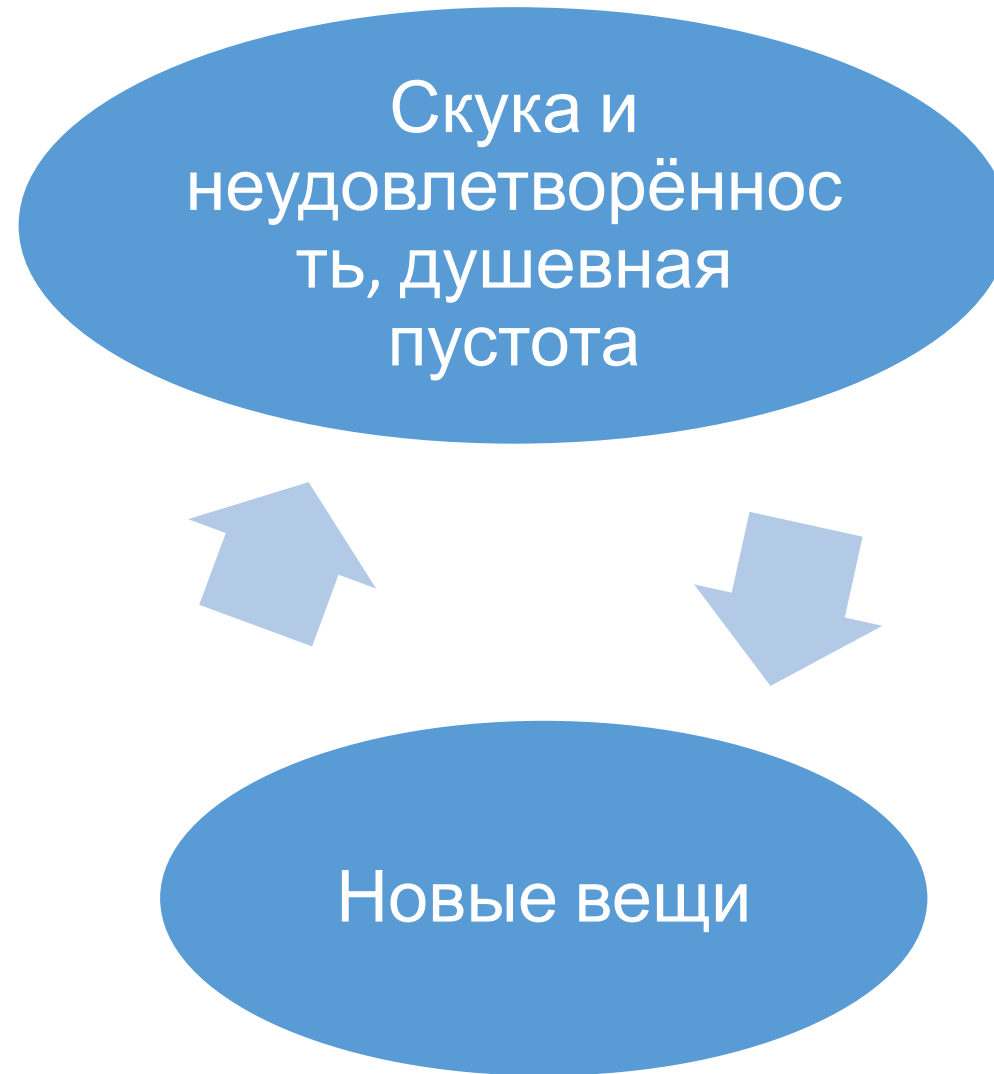 Скука и
неудовлетворённос
ть, душевная
пустота
Новые вещи